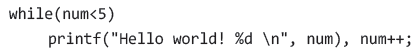 while(num<5)
printf("Hello world! %d \n", num), num++;